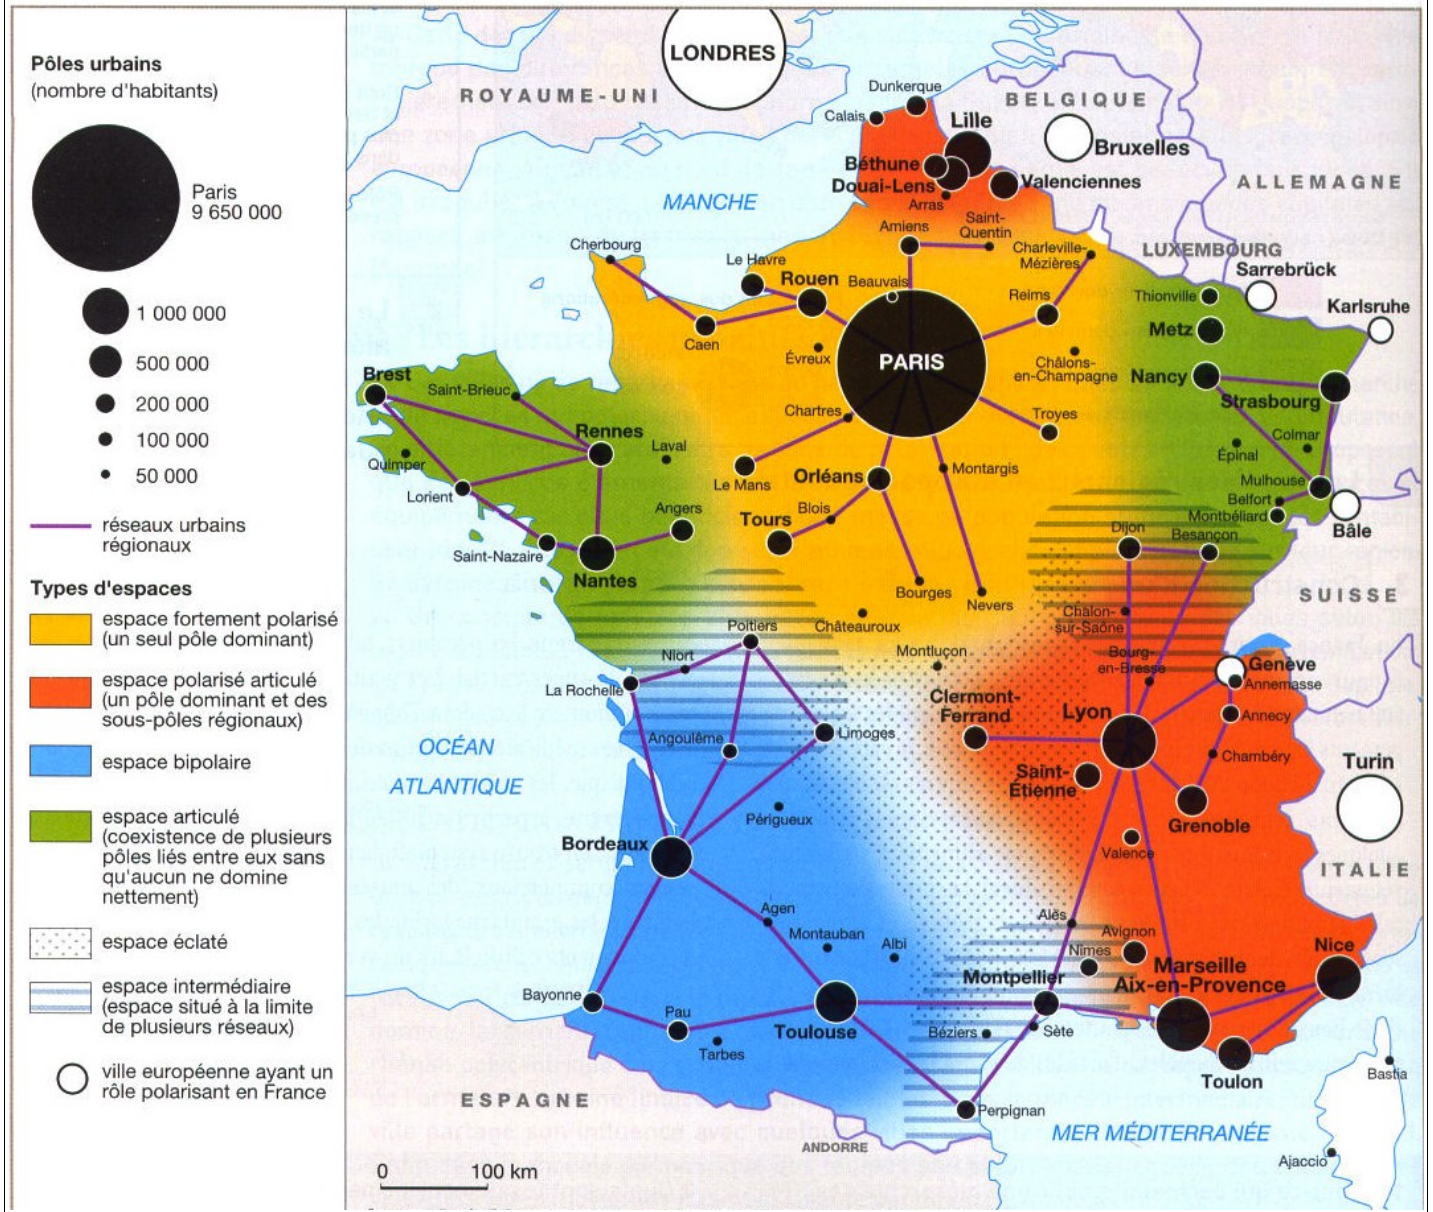 Pôles urbains
(nombre d'habitants)
Paris
9 650 000
1 000 000
500 000
200 000
100 000
50 000
réseaux urbains
régionaux
Types d'espaces
espace fortement polarisé
(un seul pôle dominant)
espace polarisé articulé
(un pôle dominant et des
sous-pôles régionaux)
espace bipolaire
espace articulé
(coexistence de plusieurs
pôles liés entre eux sans
qu'aucun ne domine
nettement)
espace éclaté
espace intermédiaire
(espace situé à la limite
de plusieurs réseaux)
ville européenne ayant un
rôle polarisant en France
LONDRES
ROYAUME-UNI
BELGIQUE
Dunkerque
Calais
Lille
Bruxelles
Béthune
Douai-Lens
Valenciennes
Arras
ALLEMAGNE
MANCHE
Amiens
Saint-
Quentin
Charleville-
Mézières
LUXEMBOURG
Cherbourg
Le Havre
Rouen
Beauvais
Reims
Thionville
Sarrebrück
Karlsruhe
Metz
Caen
Évreux
PARIS
Châlons-
en-Champagne
Nancy
Strasbourg
Brest
Saint-Brieuc
Chartres
Troyes
Rennes
Laval
Colmar
Épinal
Quimper
Le Mans
Orléans
Montargis
Mulhouse
Lorient
Belfort
Montbéliard
Angers
Blois
Tours
Dijon
Besançon
Bâle
Saint-Nazaire
Nantes
Bourges
Nevers
SUISSE
Chalon-
sur-Saône
Poitiers
Châteauroux
Niort
Montluçon
Bourg-
en-Bresse
Genève
Annemasse
La Rochelle
Clermont-
Ferrand
Lyon
Annecy
Angoulême
Limoges
Chambéry
OCÉAN
ATLANTIQUE
Saint-
Étienne
Turin
Périgueux
Grenoble
Bordeaux
Valence
ITALIE
Agen
Montauban
Albi
Alès
Avignon
Nîmes
Nice
Montpellier
Marseille
Aix-en-Provence
Bayonne
Pau
Toulouse
Béziers
Sète
Tarbes
Toulon
Bastia
ESPAGNE
Perpignan
MER MÉDITERRANÉE
ANDORRE
Ajaccio
0 100 km